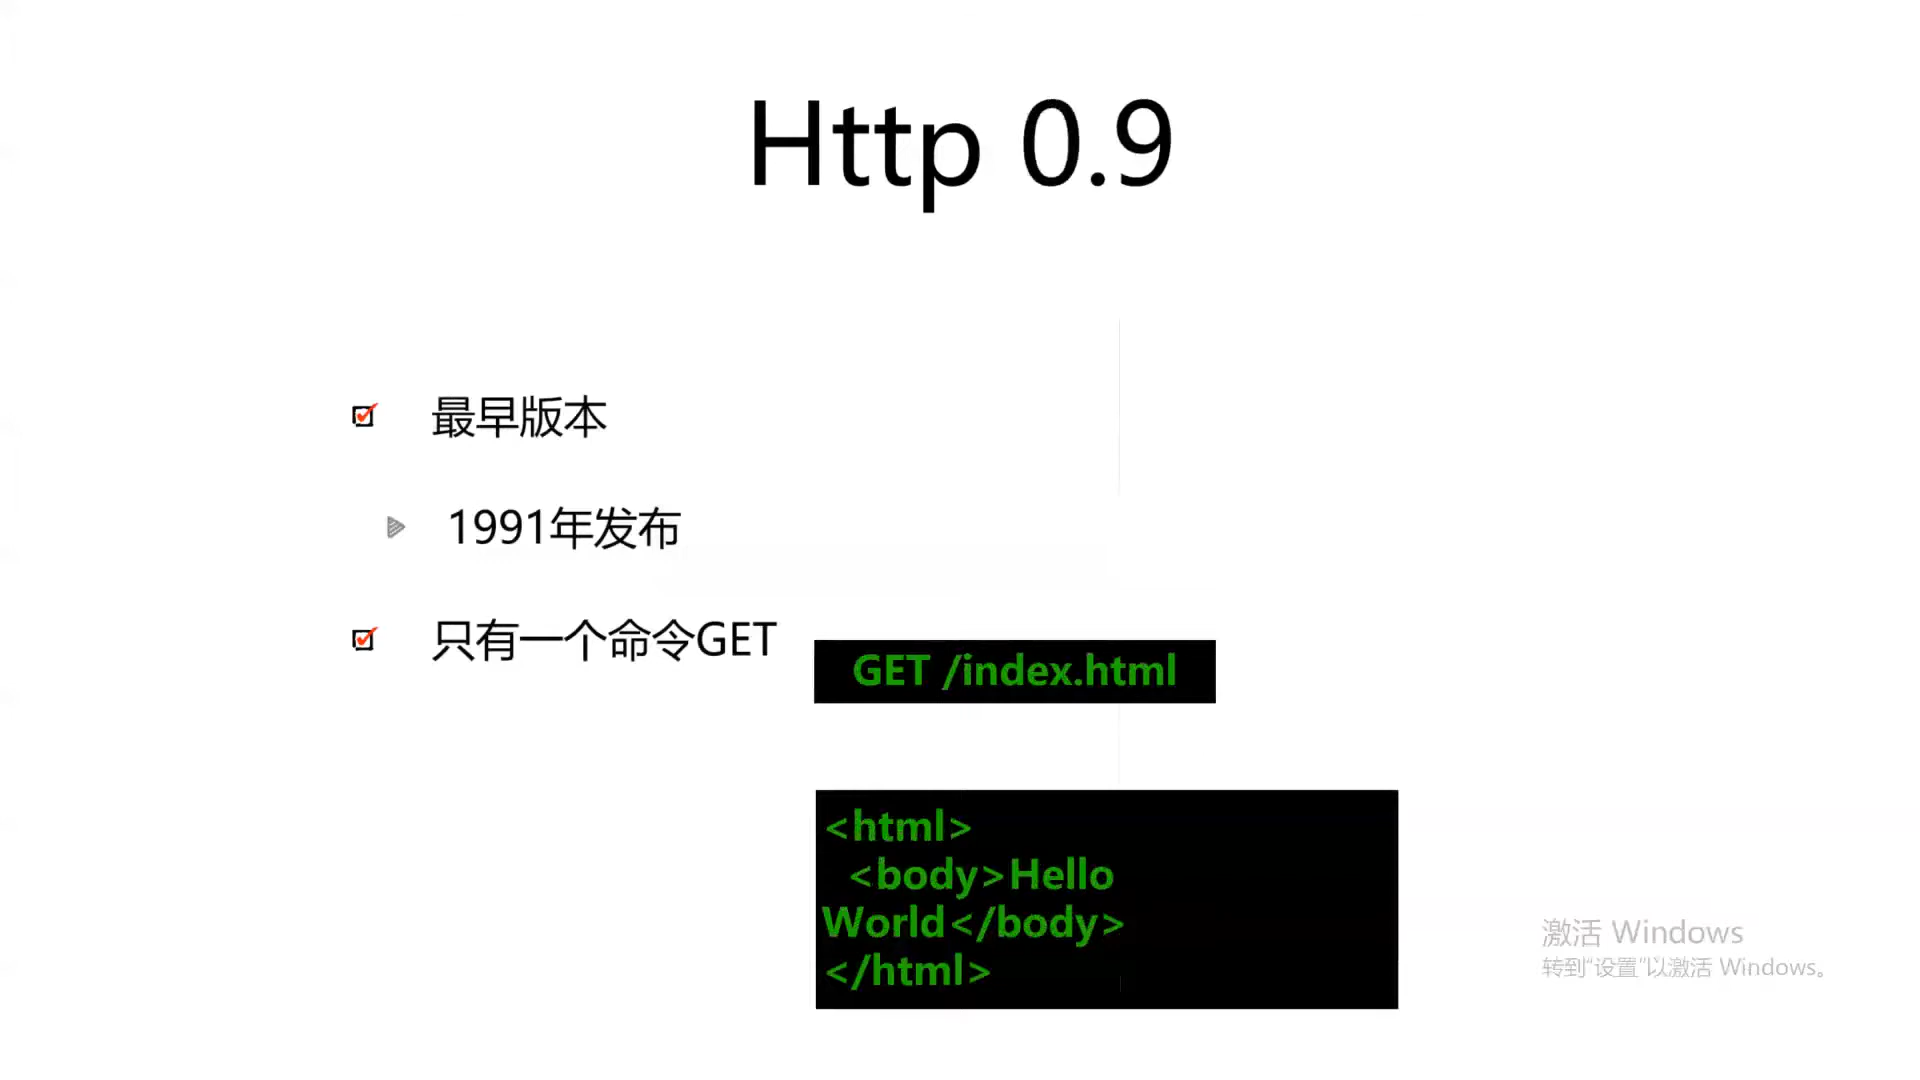 Http 0.9
最早版本
1991年发布
只有一个命令GET
GET /index.html
<html>
<body>Hello
World</body>
</html>
激活 Windows
转到“设置”以激活 Windows。